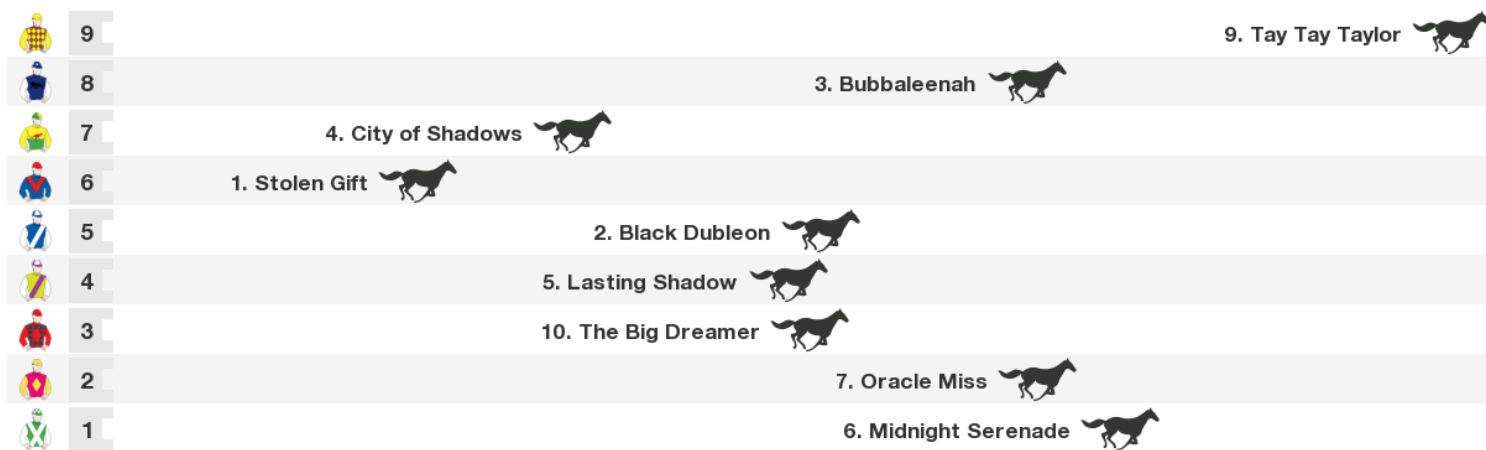 9 9. Tay Tay Taylor
8 3. Bubbaleenah
7 4. City of Shadows
6 1. Stolen Gift
5 2. Black Dubleon
4 5. Lasting Shadow
3 10. The Big Dreamer
2 7. Oracle Miss
1 6. Midnight Serenade